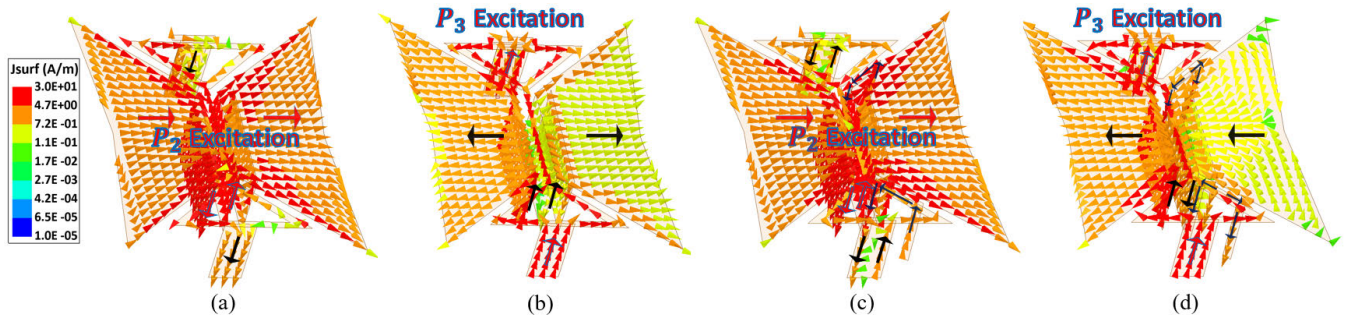 P3 Excitation
P3 Excitation
Jsurf (A/m)
3.0E+01
4.7E+00
7.2E -01
1.1E -01
1.7E -02
2.7E -03
4.2E -04
6.5E -05
1.0E -05
P2 Excitation
P2 Excitation
(a)
(b)
(c)
(d)